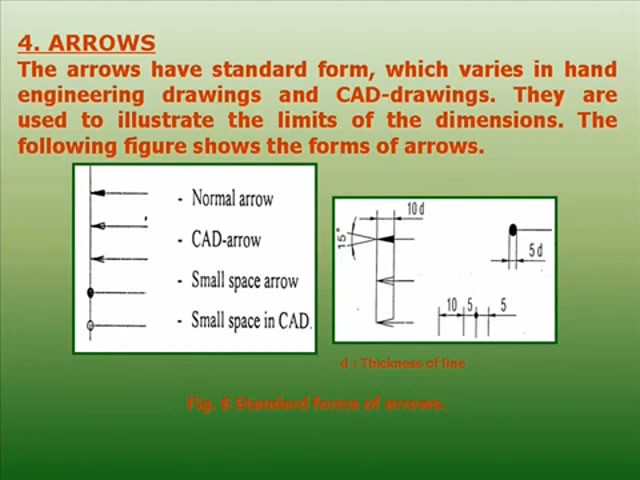 4. ARROWS
The arrows have standard form, which varies in hand
engineering drawings and CAD-drawings. They are
used to illustrate the limits of the dimensions. The
following figure shows the forms of arrows.
- Normal arrow
- CAD-arrow
- Small space arrow
- Small space in CAD.
10 d
15°
5 d
10 5 5
d : Thickness of line
Fig. 6 Standard forms of arrows.